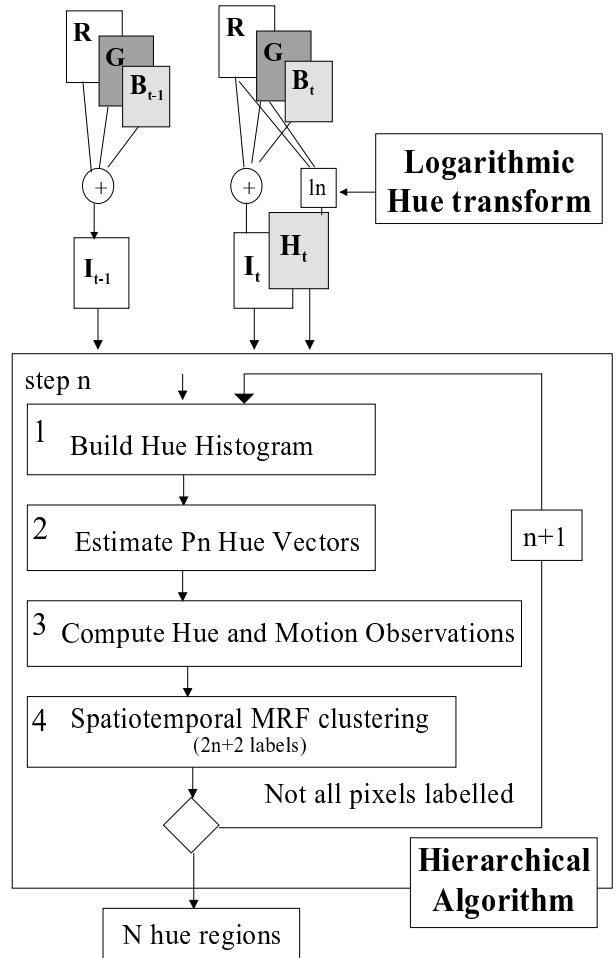 R
G
B t-1
R
G
B t
+
+
ln
Logarithmic
Hue transform
I t-1
I t
H t
step n
1
Build Hue Histogram
2
Estimate Pn Hue Vectors
n+1
3
Compute Hue and Motion Observations
4
Spatiotemporal MRF clustering
(2n+2 labels)
Not all pixels labelled
Hierarchical
Algorithm
N hue regions